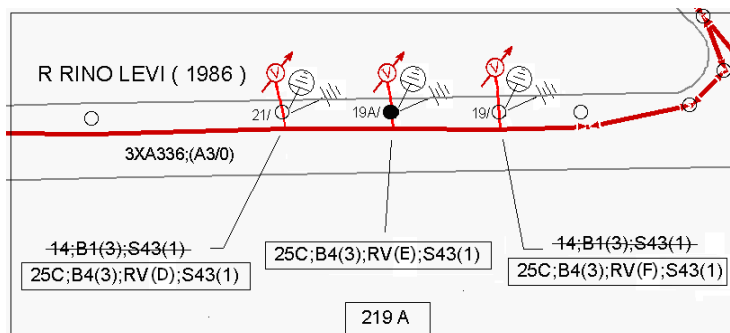 R RINO LEVI ( 1986 )
V
V
V
21/
19A/
19/
3XA336;(A3/0)
14;B1(3);S43(1)
25C;B4(3);RV(D);S43(1)
25C;B4(3);RV(E);S43(1)
14;B1(3);S43(1)
25C;B4(3);RV(F);S43(1)
219 A